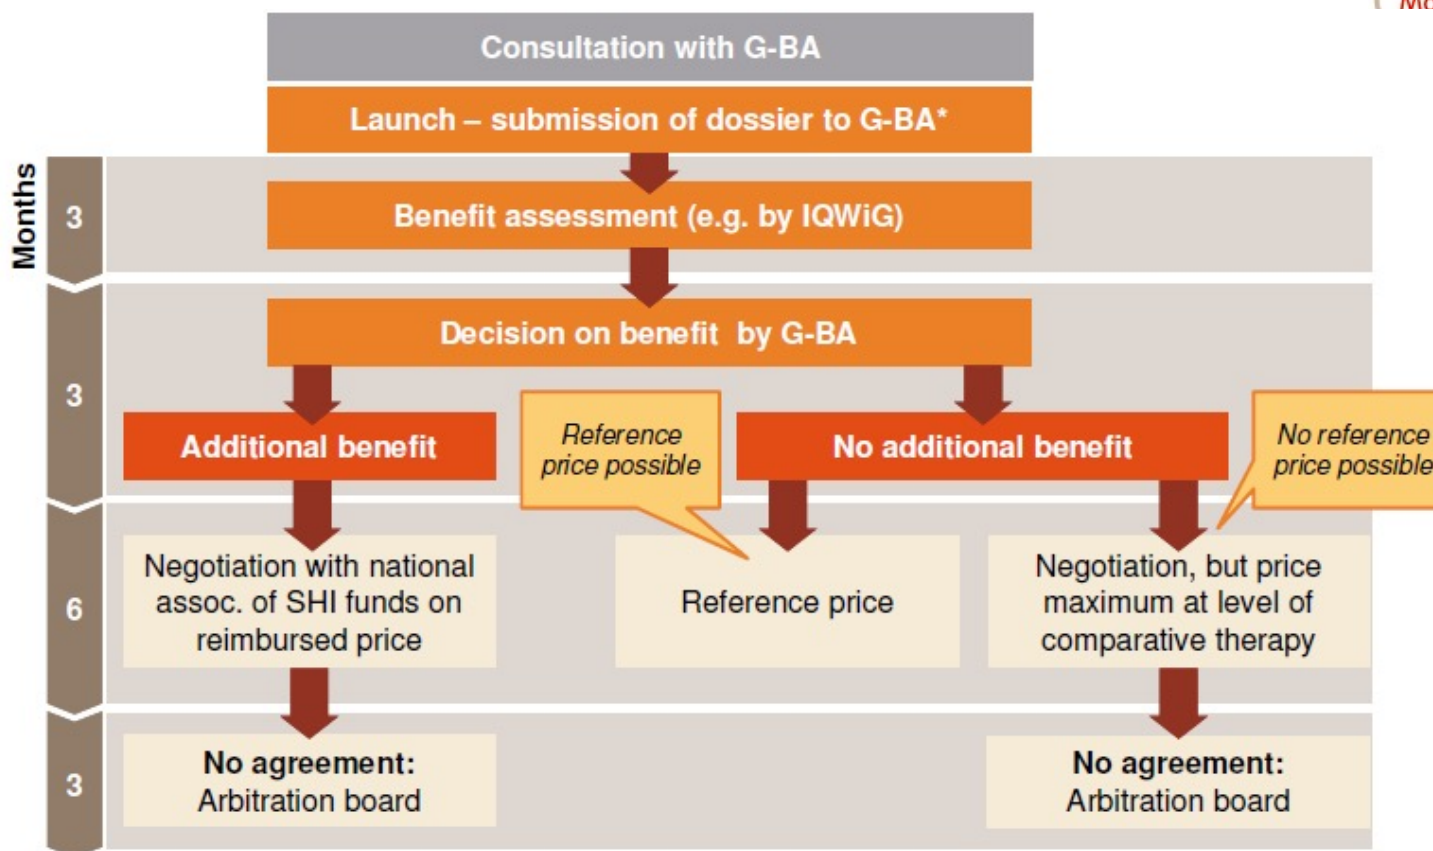 Consultation with G-BA
Launch – submission of dossier to G-BA*
Months
3
Benefit assessment (e.g. by IQWiG)
3
Decision on benefit by G-BA
Additional benefit
Reference
price possible
No additional benefit
No reference
price possible
6
Negotiation with national
assoc. of SHI funds on
reimbursed price
Reference price
Negotiation, but price
maximum at level of
comparative therapy
3
No agreement:
Arbitration board
No agreement:
Arbitration board